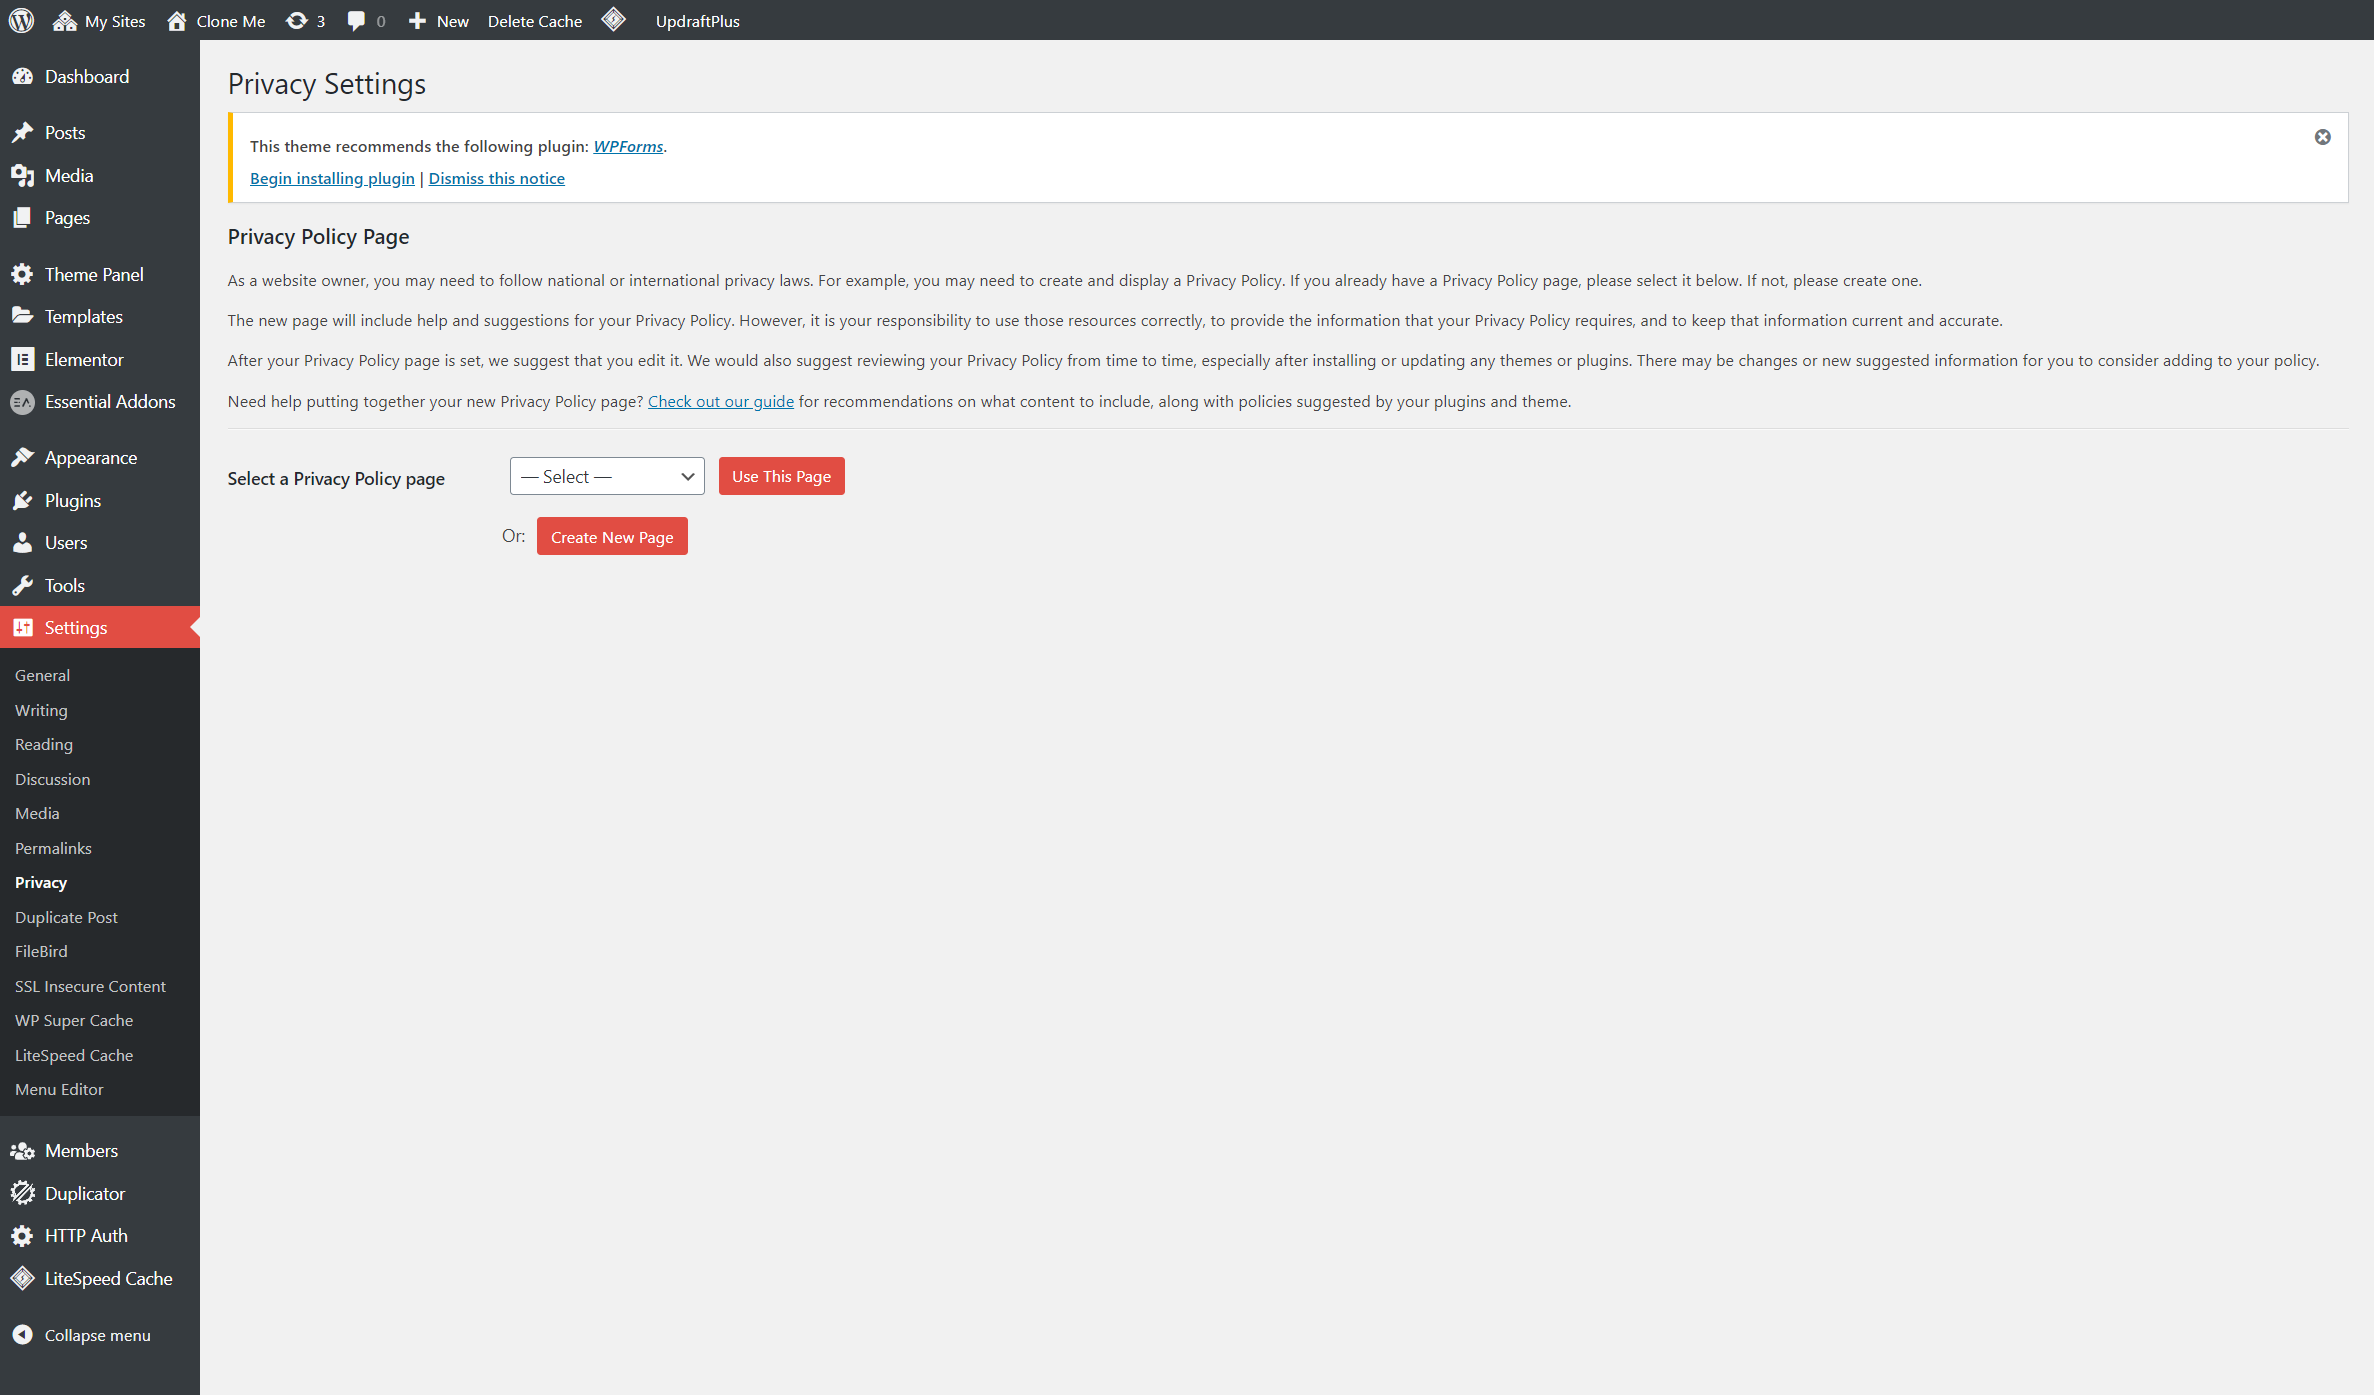 My Sites Clone Me 3 0 New Delete Cache UpdraftPlus
Dashboard
Posts
Media
Pages
Theme Panel
Templates
Elementor
Essential Addons
Appearance
Plugins
Users
Tools
Settings
General
Writing
Reading
Discussion
Media
Permalinks
Privacy
Duplicate Post
FileBird
SSL Insecure Content
WP Super Cache
LiteSpeed Cache
Menu Editor
Members
Duplicator
HTTP Auth
LiteSpeed Cache
Collapse menu
Privacy Settings
This theme recommends the following plugin: WPForms.
Begin installing plugin | Dismiss this notice
Privacy Policy Page
As a website owner, you may need to follow national or international privacy laws. For example, you may need to create and display a Privacy Policy. If you already have a Privacy Policy page, please select it below. If not, please create one.
The new page will include help and suggestions for your Privacy Policy. However, it is your responsibility to use those resources correctly, to provide the information that your Privacy Policy requires, and to keep that information current and accurate.
After your Privacy Policy page is set, we suggest that you edit it. We would also suggest reviewing your Privacy Policy from time to time, especially after installing or updating any themes or plugins. There may be changes or new suggested information for you to consider adding to your policy.
Need help putting together your new Privacy Policy page? Check out our guide for recommendations on what content to include, along with policies suggested by your plugins and theme.
Select a Privacy Policy page — Select — Use This Page
Or: Create New Page